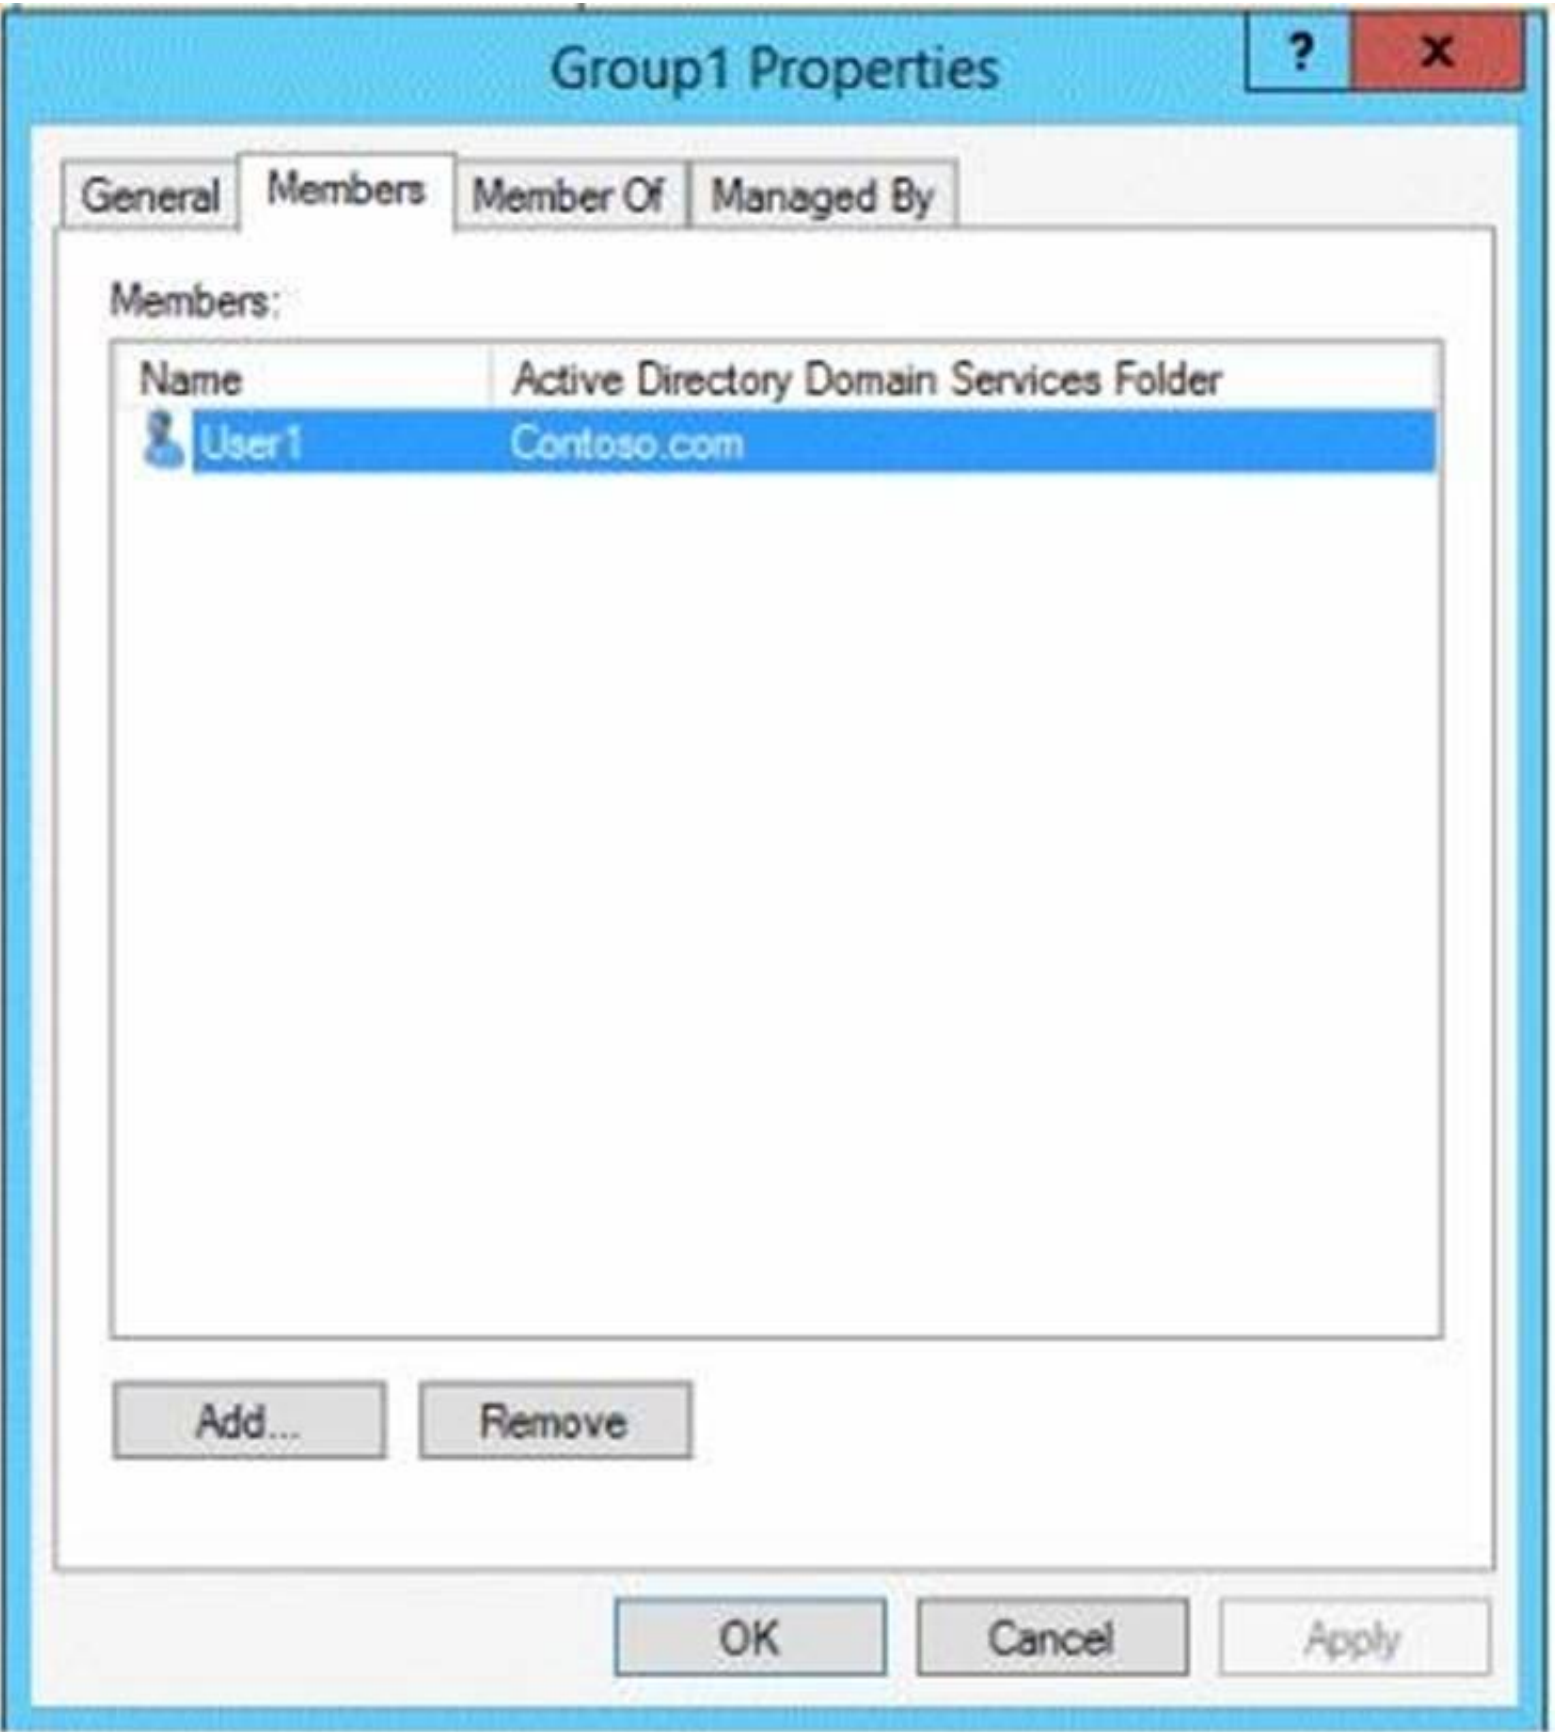 Group1 Properties
? x
General Members Member Of Managed By
Members:
Name Active Directory Domain Services Folder
User1 Contoso.com
Add... Remove
OK Cancel Apply